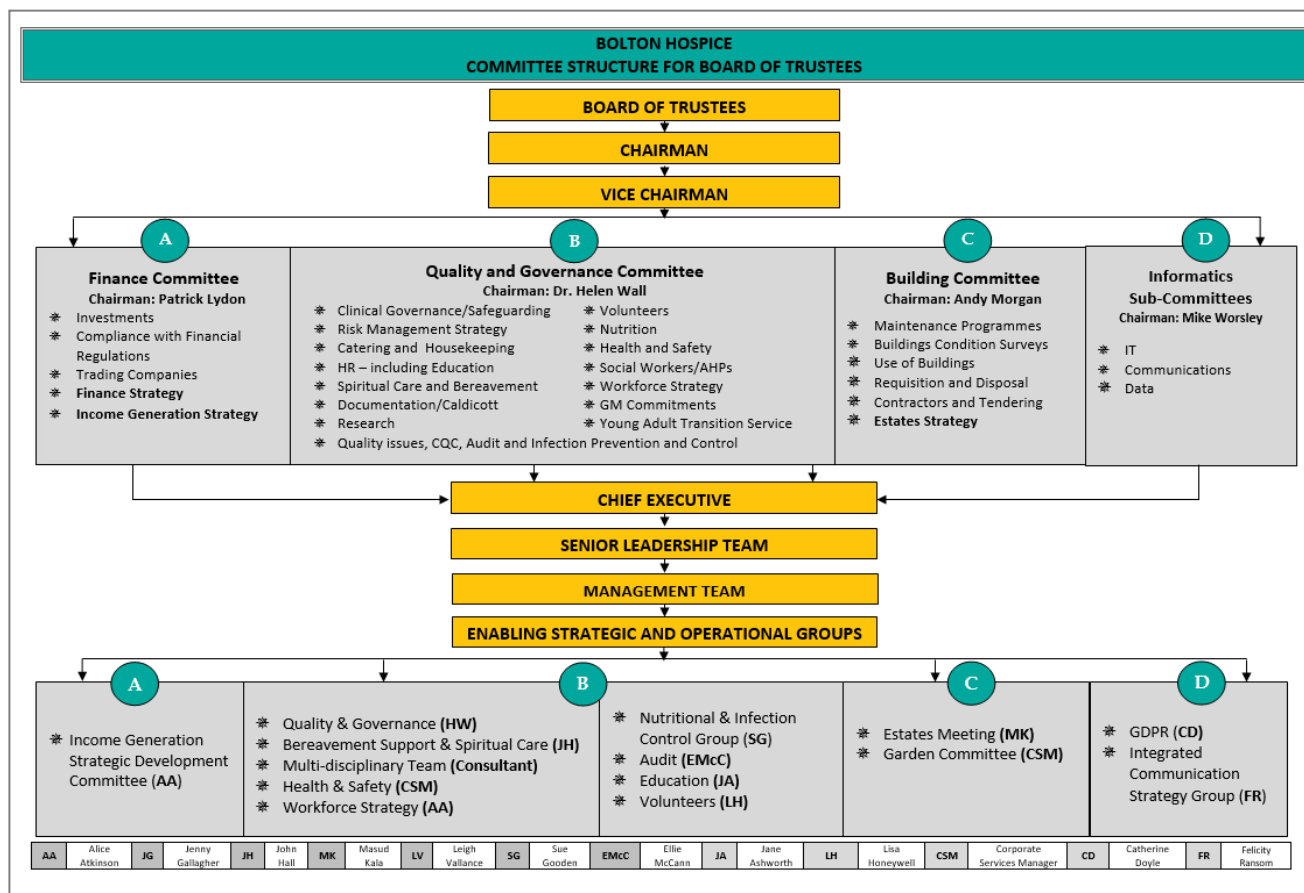 BOLTON HOSPICE
COMMITTEE STRUCTURE FOR BOARD OF TRUSTEES
BOARD OF TRUSTEES
CHAIRMAN
VICE CHAIRMAN
A
Finance Committee
Chairman: Patrick Lydon
Investments
Compliance with Financial
Regulations
Trading Companies
Finance Strategy
Income Generation Strategy
B
Quality and Governance Committee
Chairman: Dr. Helen Wall
Clinical Governance/Safeguarding
Risk Management Strategy
Catering and Housekeeping
HR – including Education
Spiritual Care and Bereavement
Documentation/Caldicott
Research
Quality issues, CQC, Audit and Infection Prevention and Control
Volunteers
Nutrition
Health and Safety
Social Workers/AHPs
Workforce Strategy
GM Commitments
Young Adult Transition Service
C
Building Committee
Chairman: Andy Morgan
Maintenance Programmes
Buildings Condition Surveys
Use of Buildings
Requisition and Disposal
Contractors and Tendering
Estates Strategy
D
Informatics
Sub-Committees
Chairman: Mike Worsley
IT
Communications
Data
CHIEF EXECUTIVE
SENIOR LEADERSHIP TEAM
MANAGEMENT TEAM
ENABLING STRATEGIC AND OPERATIONAL GROUPS
A
Income Generation
Strategic Development
Committee (AA)
B
Quality & Governance (HW)
Bereavement Support & Spiritual Care (JH)
Multi-disciplinary Team (Consultant)
Health & Safety (CSM)
Workforce Strategy (AA)
Nutritional & Infection
Control Group (SG)
Audit (EMcC)
Education (JA)
Volunteers (LH)
C
Estates Meeting (MK)
Garden Committee (CSM)
D
GDPR (CD)
Integrated
Communication
Strategy Group (FR)
AA
Alice
Atkinson
JG
Jenny
Gallagher
JH
John
Hall
MK
Masud
Kala
LV
Leigh
Vallance
SG
Sue
Gooden
EMcC
Ellie
McCann
JA
Jane
Ashworth
LH
Lisa
Honeywell
CSM
Corporate
Services Manager
CD
Catherine
Doyle
FR
Felicity
Ransom